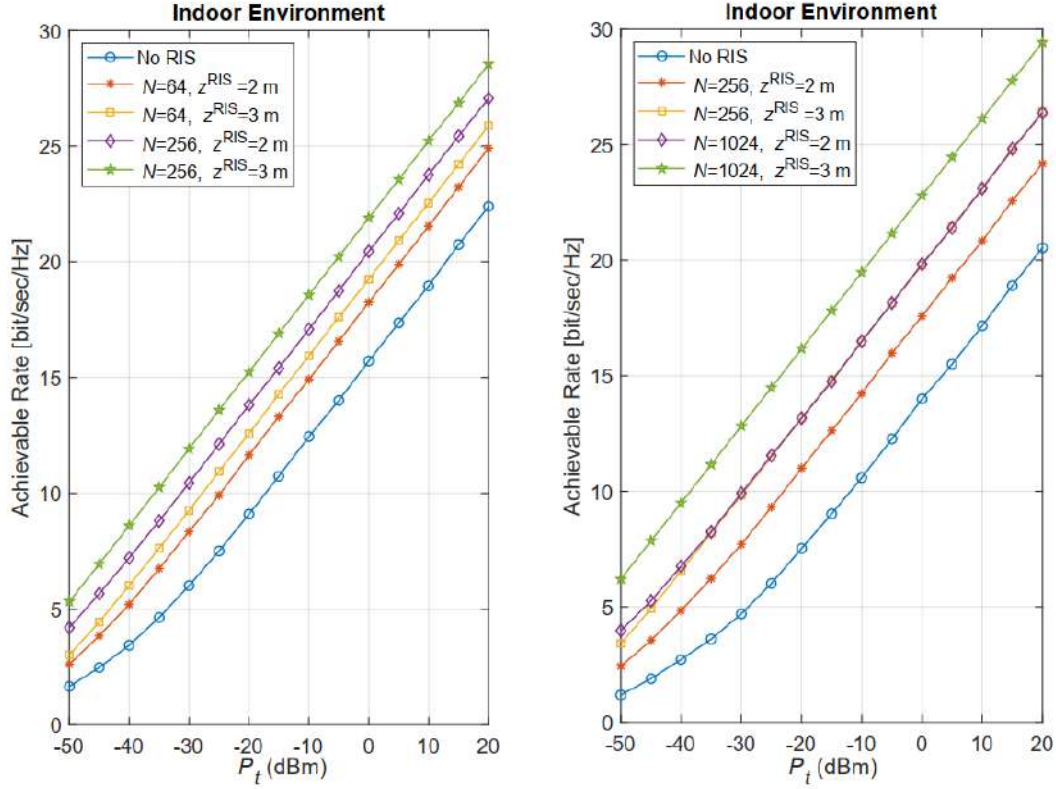 Indoor Environment
30
25
20
15
10
5
0
Achievable Rate [bit/sec/Hz]
No RIS
N=64, z^RIS=2 m
N=64, z^RIS=3 m
N=256, z^RIS=2 m
N=256, z^RIS=3 m
-50 -40 -30 -20 -10 0 10 20
P_t (dBm)
Indoor Environment
30
25
20
15
10
5
0
Achievable Rate [bit/sec/Hz]
No RIS
N=256, z^RIS=2 m
N=256, z^RIS=3 m
N=1024, z^RIS=2 m
N=1024, z^RIS=3 m
-50 -40 -30 -20 -10 0 10 20
P_t (dBm)